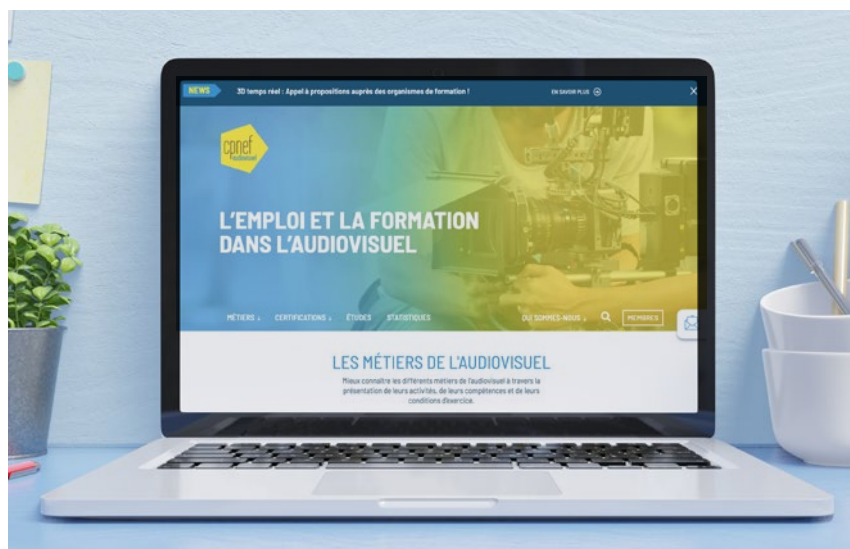 NEWS
3D temps réel : Appel à propositions auprès des organismes de formation !
EN SAVOIR PLUS
X
cpnef
audiovisuel
L'EMPLOI ET LA FORMATION
DANS L'AUDIOVISUEL
MÉTIERS
CERTIFICATIONS
ÉTUDES
STATISTIQUES
QUI SOMMES-NOUS
MEMBRES
LES MÉTIERS DE L'AUDIOVISUEL
Mieux connaître les différents métiers de l'audiovisuel à travers la
présentation de leurs activités, de leurs compétences et de leurs
conditions d'exercice.